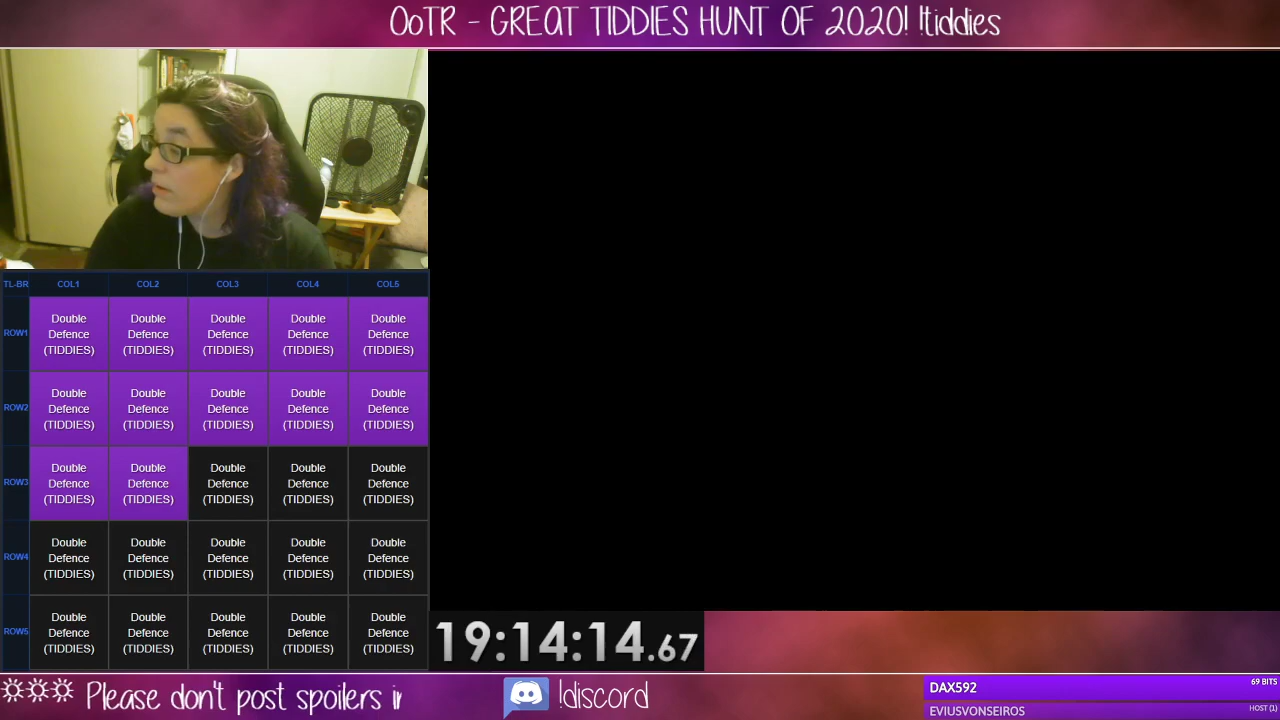 OoTR - GREAT TIDDIES HUNT OF 2020! !tiddies
TL-BR COL1 COL2 COL3 COL4 COL5
ROW1
Double Defence (TIDDIES)
Double Defence (TIDDIES)
Double Defence (TIDDIES)
Double Defence (TIDDIES)
Double Defence (TIDDIES)
ROW2
Double Defence (TIDDIES)
Double Defence (TIDDIES)
Double Defence (TIDDIES)
Double Defence (TIDDIES)
Double Defence (TIDDIES)
ROW3
Double Defence (TIDDIES)
Double Defence (TIDDIES)
Double Defence (TIDDIES)
Double Defence (TIDDIES)
Double Defence (TIDDIES)
ROW4
Double Defence (TIDDIES)
Double Defence (TIDDIES)
Double Defence (TIDDIES)
Double Defence (TIDDIES)
Double Defence (TIDDIES)
ROW5
Double Defence (TIDDIES)
Double Defence (TIDDIES)
Double Defence (TIDDIES)
Double Defence (TIDDIES)
Double Defence (TIDDIES)
19:14:14.67
Please don't post spoilers
!discord
DAX592 69 BITS
EVIUSVONSEIROS HOST (1)